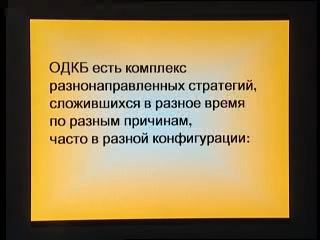 ОДКБ есть комплекс
разнонаправленных стратегий,
сложившихся в разное время
по разным причинам,
часто в разной конфигурации: